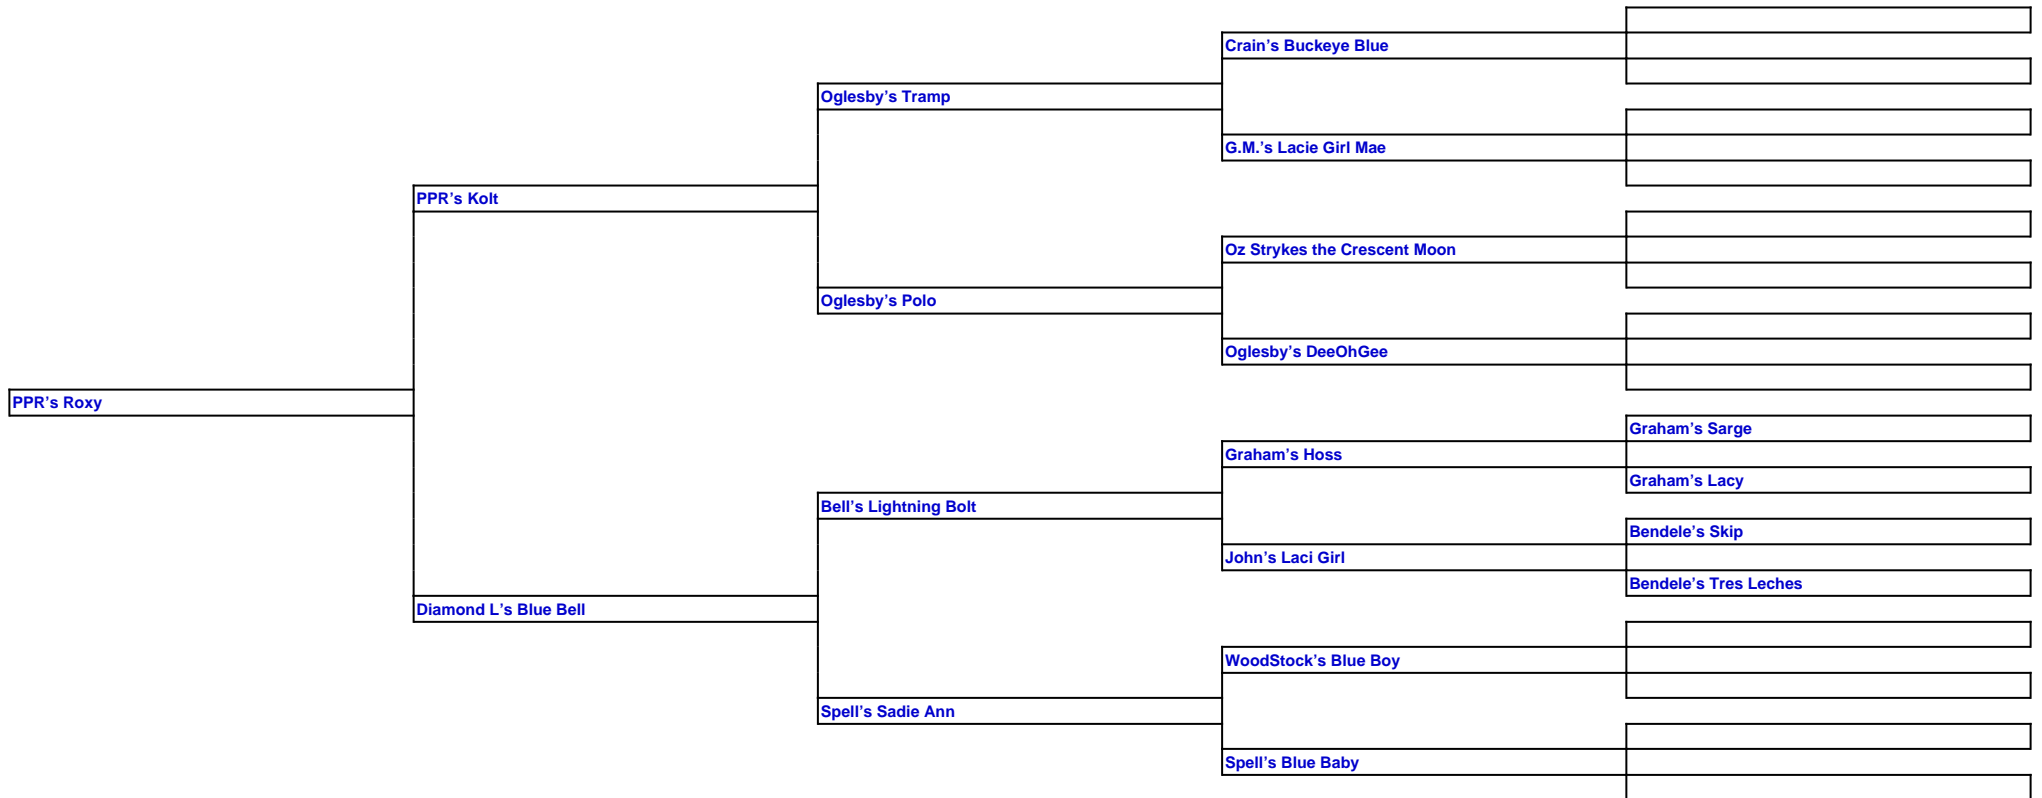 Crain’s Buckeye Blue
Oglesby’s Tramp
G.M.’s Lacie Girl Mae
PPR’s Kolt
Oz Strykes the Crescent Moon
Oglesby’s Polo
Oglesby’s DeeOhGee
PPR’s Roxy
Graham’s Sarge
Graham’s Hoss
Graham’s Lacy
Bell’s Lightning Bolt
Bendele’s Skip
John’s Laci Girl
Bendele’s Tres Leches
Diamond L’s Blue Bell
WoodStock’s Blue Boy
Spell’s Sadie Ann
Spell’s Blue Baby